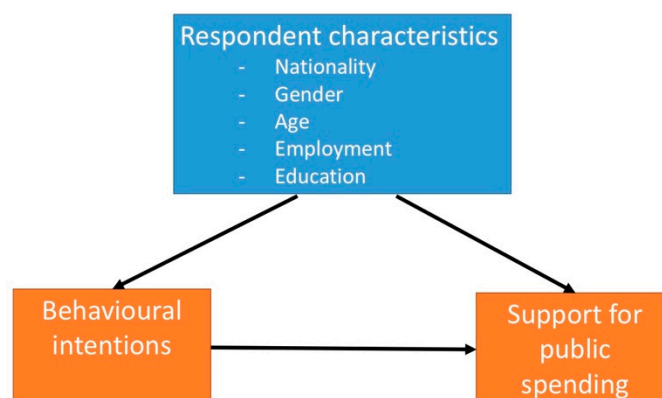 Respondent characteristics
- Nationality
- Gender
- Age
- Employment
- Education
Behavioural
intentions
Support for
public
spending